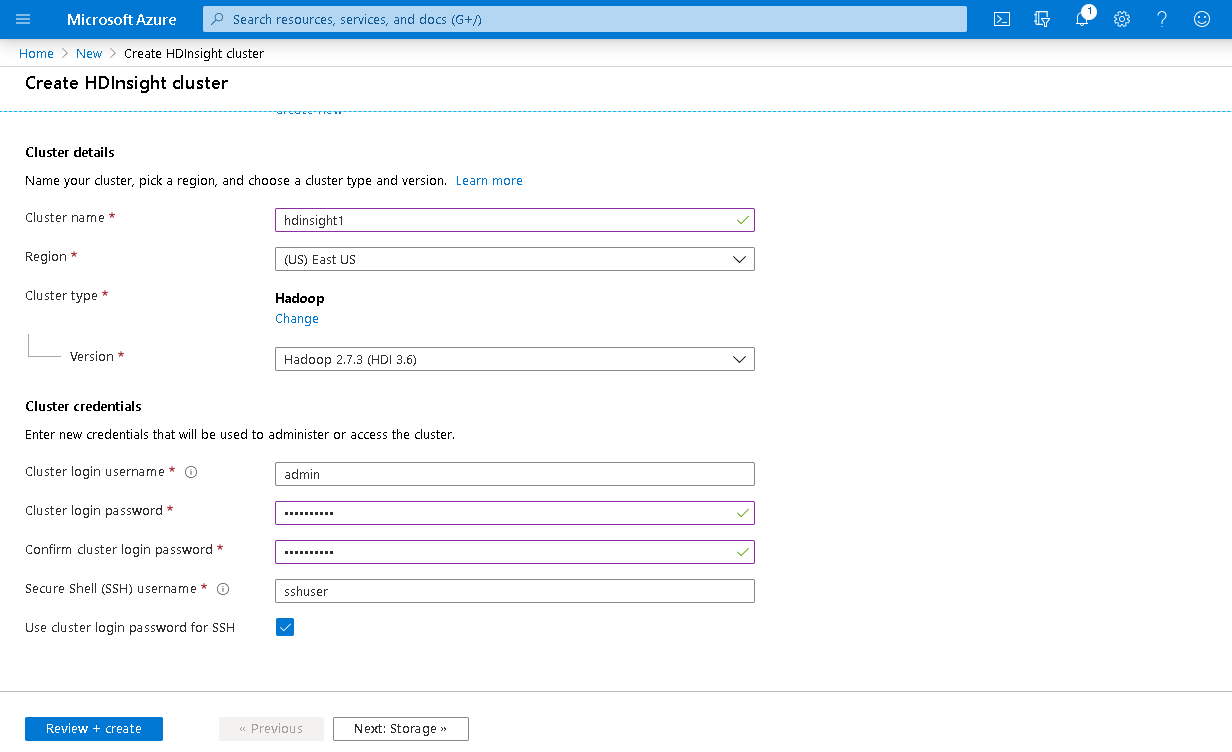 Microsoft Azure
Search resources, services, and docs (G+/)
1
Home > New > Create HDInsight cluster
Create HDInsight cluster
Create new
Cluster details
Name your cluster, pick a region, and choose a cluster type and version. Learn more
Cluster name * hdinsight1
Region * (US) East US
Cluster type * Hadoop
Change
Version * Hadoop 2.7.3 (HDI 3.6)
Cluster credentials
Enter new credentials that will be used to administer or access the cluster.
Cluster login username * admin
Cluster login password * ••••••••••
Confirm cluster login password * ••••••••••
Secure Shell (SSH) username * sshuser
Use cluster login password for SSH
Review + create « Previous Next: Storage »